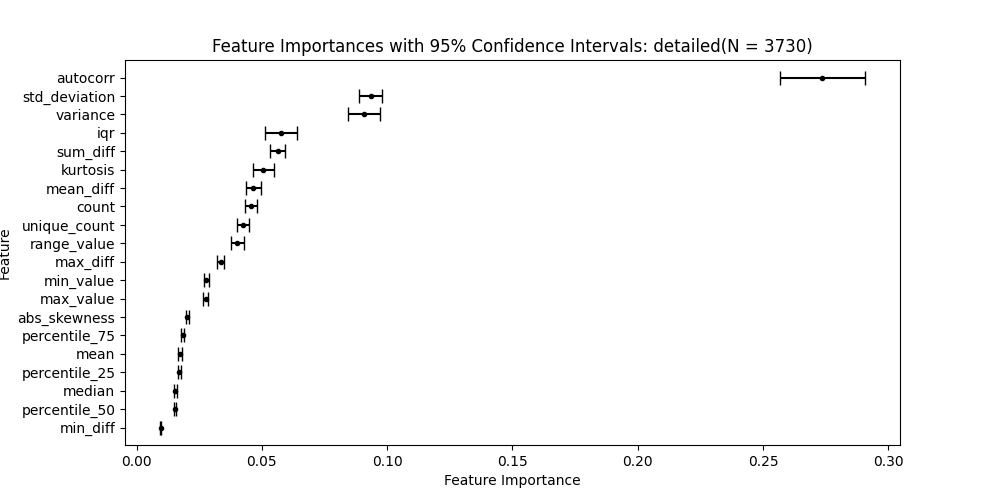 Feature Importances with 95% Confidence Intervals: detailed(N = 3730)
autocorr
std_deviation
variance
iqr
sum_diff
kurtosis
mean_diff
count
unique_count
range_value
max_diff
min_value
max_value
abs_skewness
percentile_75
mean
percentile_25
median
percentile_50
min_diff
Feature
0.00 0.05 0.10 0.15 0.20 0.25 0.30
Feature Importance